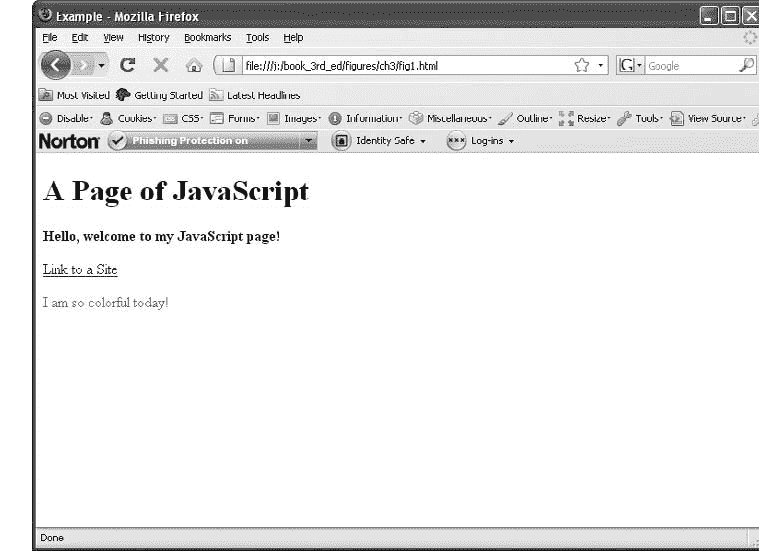 Example - Mozilla Firefox
File Edit View History Bookmarks Tools Help
file:///J:/book_3rd_ed/figures/ch3/fig1.html G Google
Most Visited Getting Started Latest Headlines
Disable Cookies CSS Forms Images Information Miscellaneous Outline Resize Tools View Source
Norton Phishing Protection on Identity Safe Log-ins
A Page of JavaScript
Hello, welcome to my JavaScript page!
Link to a Site
I am so colorful today!
Done